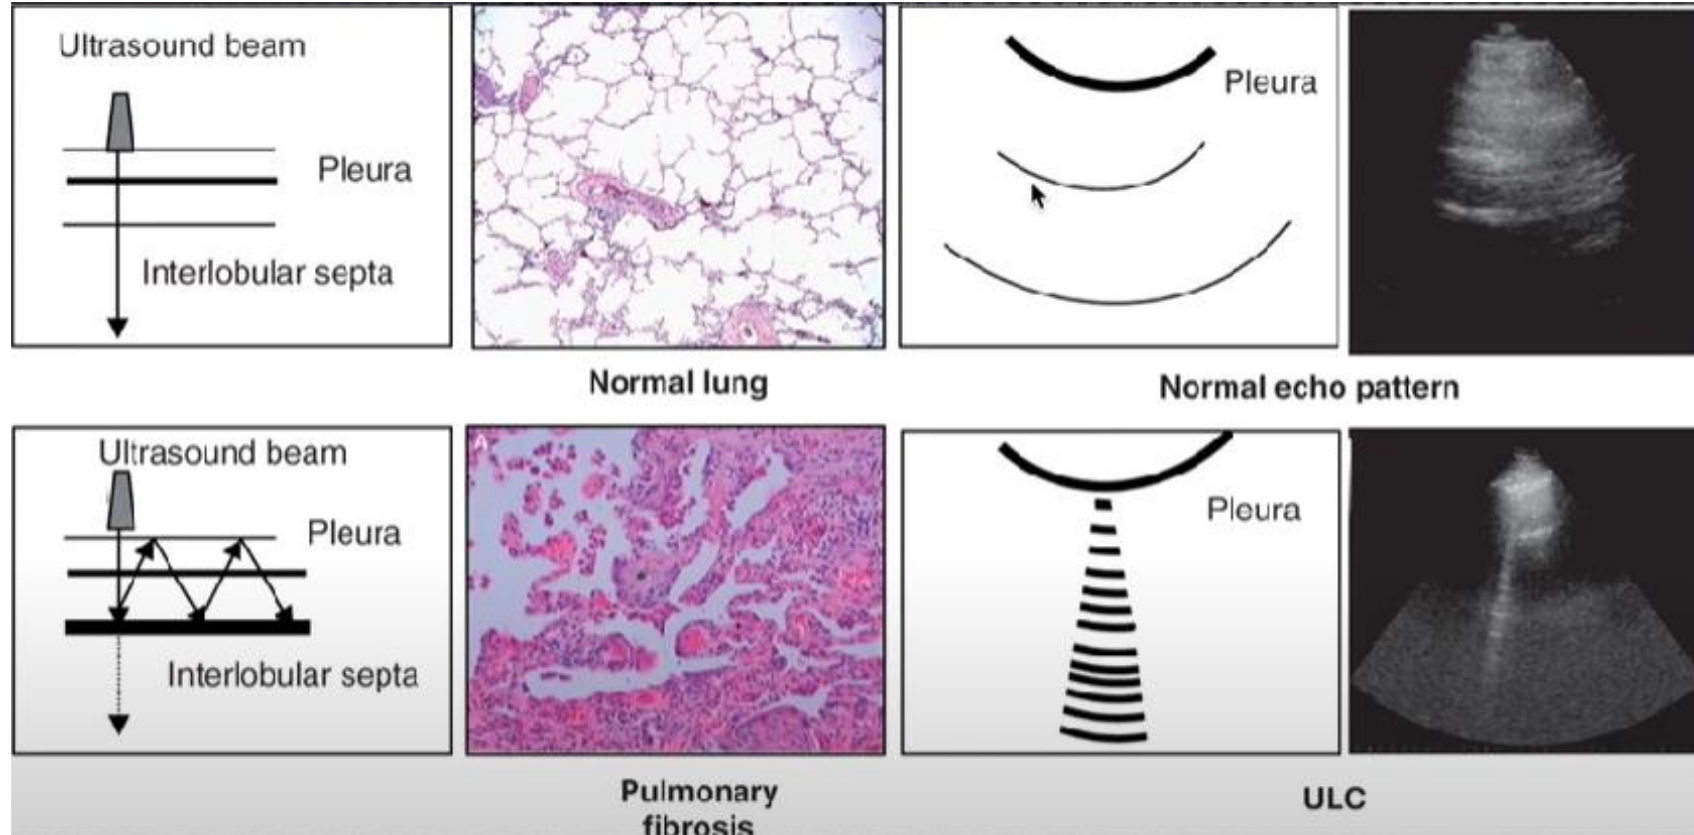 Ultrasound beam
Pleura
Interlobular septa
Pleura
Normal lung
Normal echo pattern
Ultrasound beam
Pleura
Interlobular septa
A
Pleura
Pulmonary
fibrosis
ULC